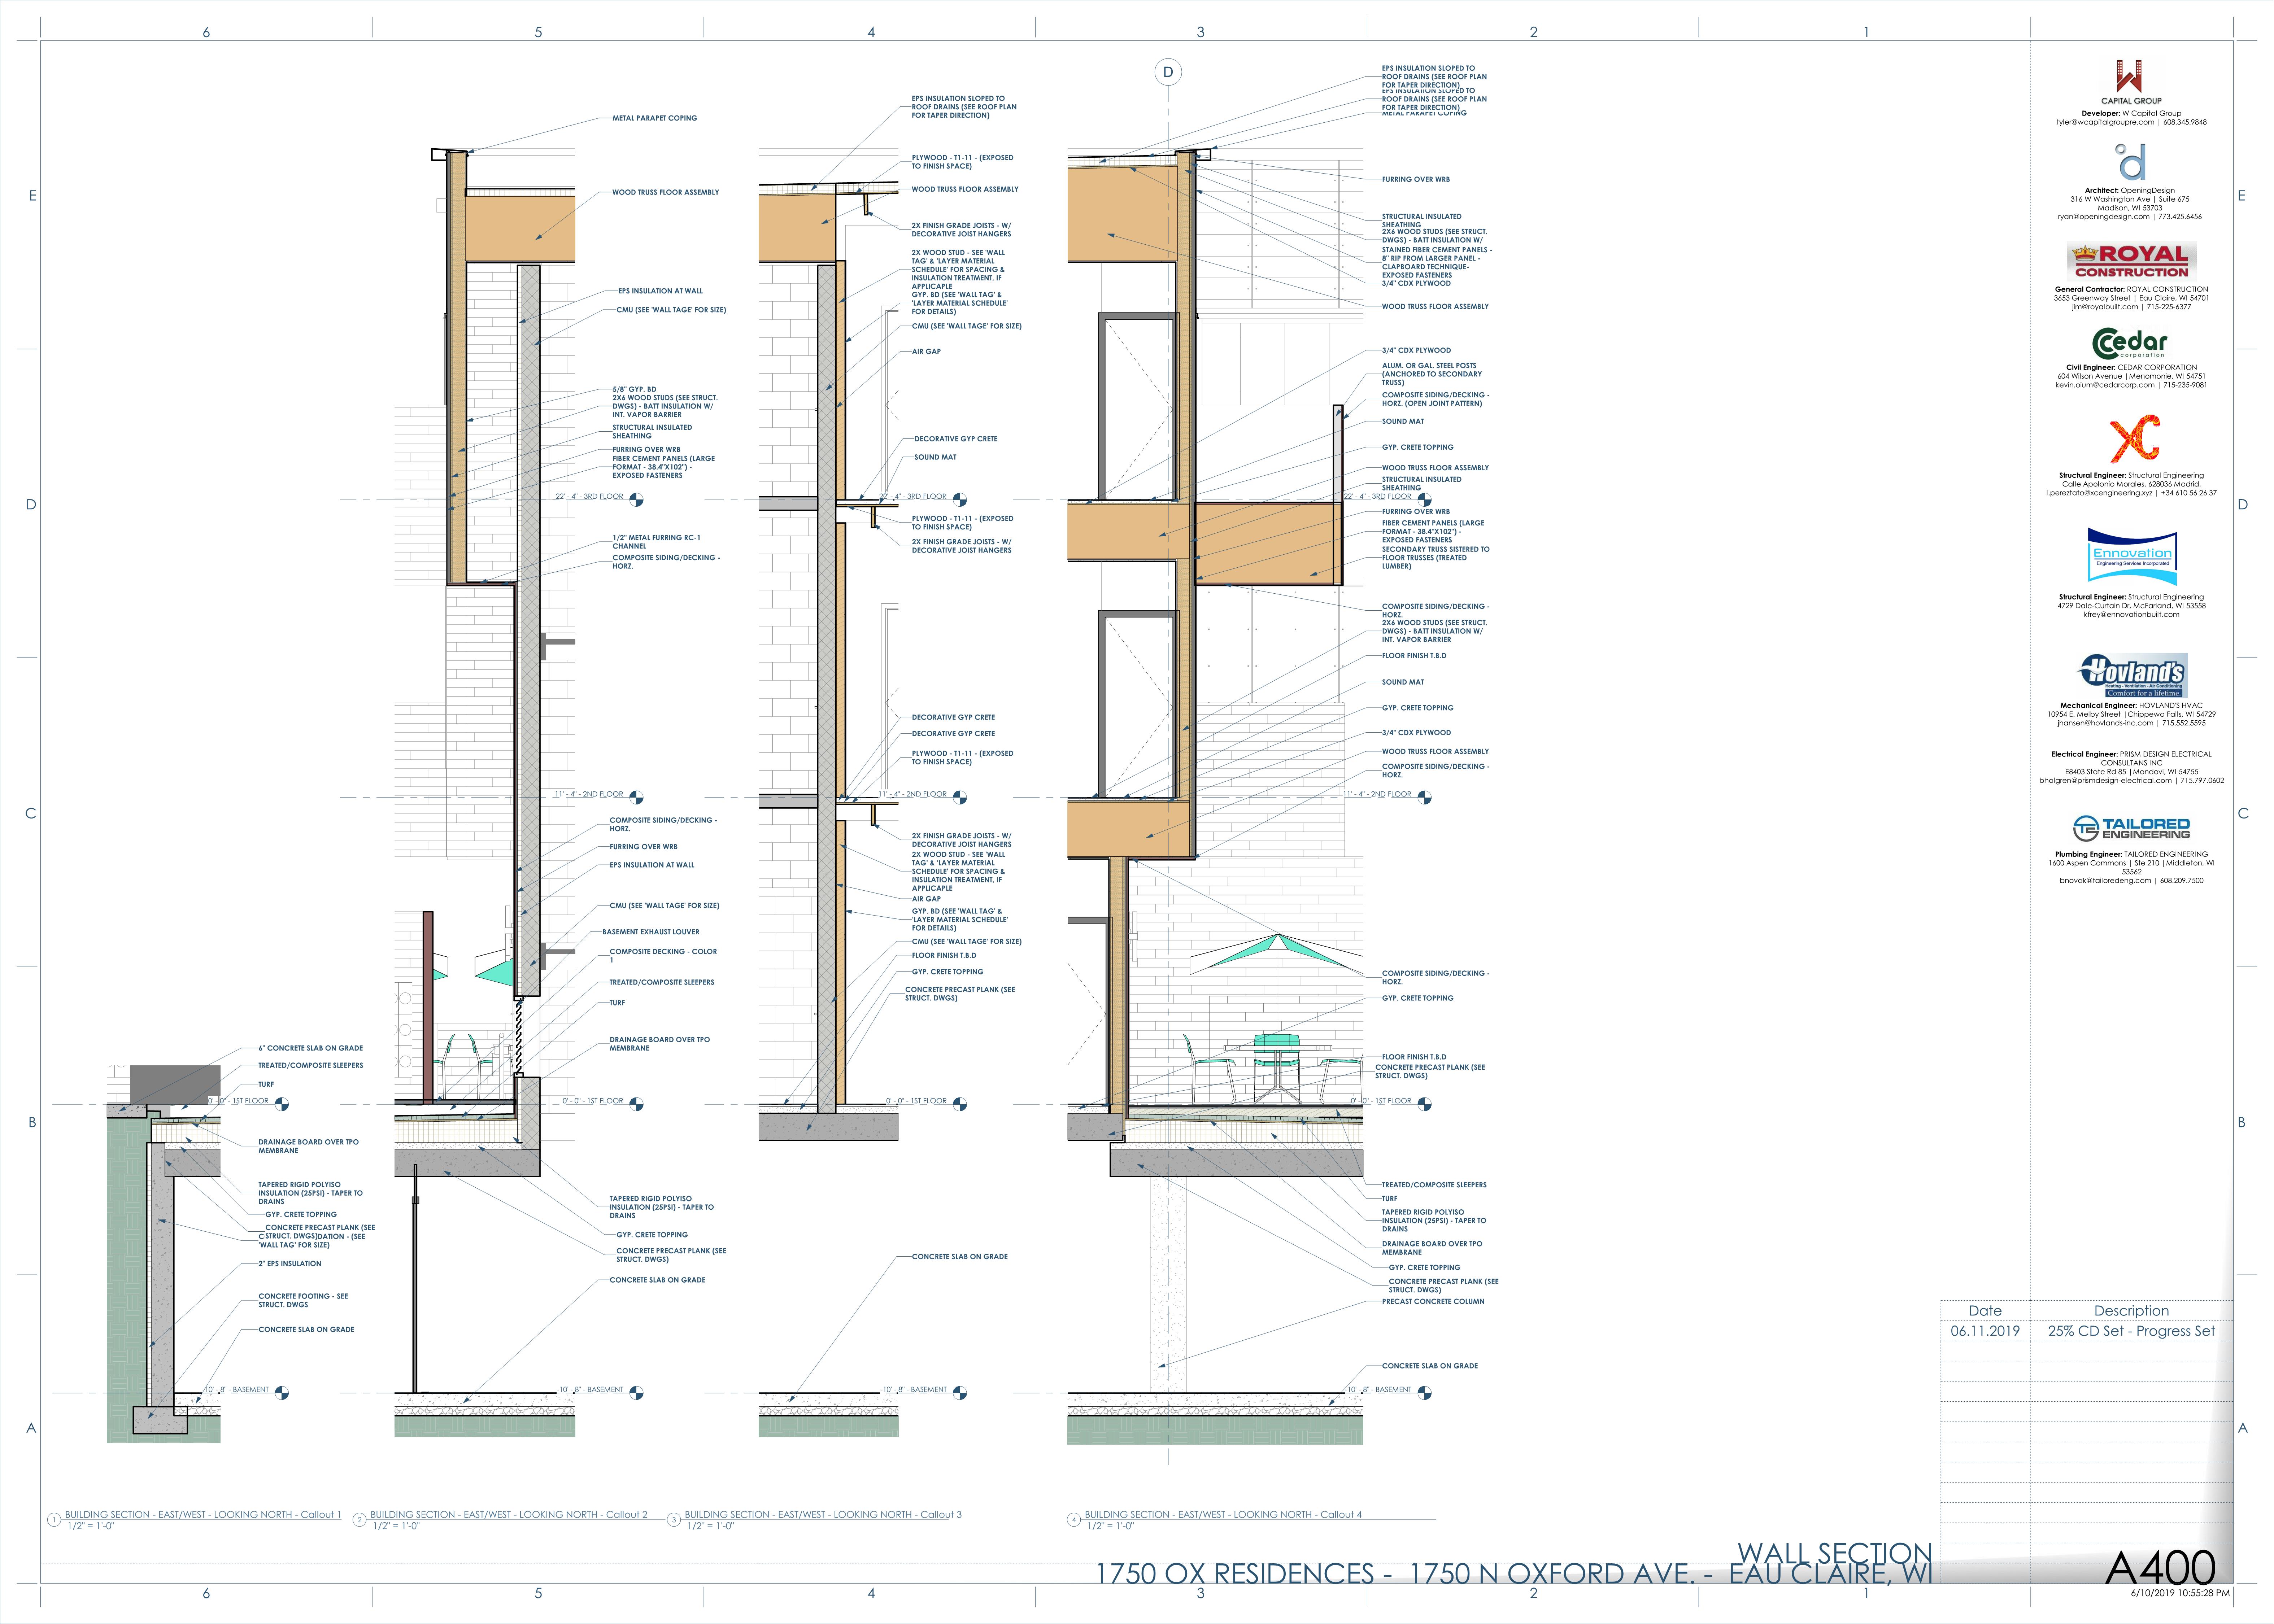 6
5
4
3
2
1
E
D
C
B
A
METAL PARAPET COPING
WOOD TRUSS FLOOR ASSEMBLY
EPS INSULATION AT WALL
CMU (SEE 'WALL TAGE' FOR SIZE)
5/8" GYP. BD
2X6 WOOD STUDS (SEE STRUCT.
DWGS) - BATT INSULATION W/
INT. VAPOR BARRIER
STRUCTURAL INSULATED
SHEATHING
FURRING OVER WRB
FIBER CEMENT PANELS (LARGE
FORMAT - 38.4"X102") -
EXPOSED FASTENERS
22' - 4" - 3RD FLOOR
1/2" METAL FURRING RC-1
CHANNEL
COMPOSITE SIDING/DECKING -
HORZ.
11' - 4" - 2ND FLOOR
COMPOSITE SIDING/DECKING -
HORZ.
FURRING OVER WRB
EPS INSULATION AT WALL
CMU (SEE 'WALL TAGE' FOR SIZE)
BASEMENT EXHAUST LOUVER
COMPOSITE DECKING - COLOR
1
TREATED/COMPOSITE SLEEPERS
TURF
DRAINAGE BOARD OVER TPO
MEMBRANE
0' - 0" - 1ST FLOOR
TAPERED RIGID POLYISO
INSULATION (25PSI) - TAPER TO
DRAINS
GYP. CRETE TOPPING
CONCRETE PRECAST PLANK (SEE
STRUCT. DWGS)
CONCRETE SLAB ON GRADE
-10' - 8" - BASEMENT
6" CONCRETE SLAB ON GRADE
TREATED/COMPOSITE SLEEPERS
TURF
0' - 0" - 1ST FLOOR
DRAINAGE BOARD OVER TPO
MEMBRANE
TAPERED RIGID POLYISO
INSULATION (25PSI) - TAPER TO
DRAINS
GYP. CRETE TOPPING
CONCRETE PRECAST PLANK (SEE
STRUCT. DWGS)DATION - (SEE
'WALL TAG' FOR SIZE)
2" EPS INSULATION
CONCRETE FOOTING - SEE
STRUCT. DWGS
CONCRETE SLAB ON GRADE
-10' - 8" - BASEMENT
EPS INSULATION SLOPED TO
ROOF DRAINS (SEE ROOF PLAN
FOR TAPER DIRECTION)
PLYWOOD - T1-11 - (EXPOSED
TO FINISH SPACE)
WOOD TRUSS FLOOR ASSEMBLY
2X FINISH GRADE JOISTS - W/
DECORATIVE JOIST HANGERS
2X WOOD STUD - SEE 'WALL
TAG' & 'LAYER MATERIAL
SCHEDULE' FOR SPACING &
INSULATION TREATMENT, IF
APPLICAPLE
GYP. BD (SEE 'WALL TAG' &
'LAYER MATERIAL SCHEDULE'
FOR DETAILS)
CMU (SEE 'WALL TAGE' FOR SIZE)
AIR GAP
DECORATIVE GYP CRETE
SOUND MAT
22' - 4" - 3RD FLOOR
PLYWOOD - T1-11 - (EXPOSED
TO FINISH SPACE)
2X FINISH GRADE JOISTS - W/
DECORATIVE JOIST HANGERS
DECORATIVE GYP CRETE
DECORATIVE GYP CRETE
PLYWOOD - T1-11 - (EXPOSED
TO FINISH SPACE)
11' - 4" - 2ND FLOOR
2X FINISH GRADE JOISTS - W/
DECORATIVE JOIST HANGERS
2X WOOD STUD - SEE 'WALL
TAG' & 'LAYER MATERIAL
SCHEDULE' FOR SPACING &
INSULATION TREATMENT, IF
APPLICAPLE
AIR GAP
GYP. BD (SEE 'WALL TAG' &
'LAYER MATERIAL SCHEDULE'
FOR DETAILS)
CMU (SEE 'WALL TAGE' FOR SIZE)
FLOOR FINISH T.B.D
GYP. CRETE TOPPING
CONCRETE PRECAST PLANK (SEE
STRUCT. DWGS)
0' - 0" - 1ST FLOOR
CONCRETE SLAB ON GRADE
-10' - 8" - BASEMENT
D
EPS INSULATION SLOPED TO
ROOF DRAINS (SEE ROOF PLAN
FOR TAPER DIRECTION)
EPS INSULATION SLOPED TO
ROOF DRAINS (SEE ROOF PLAN
FOR TAPER DIRECTION)
METAL PARAPET COPING
FURRING OVER WRB
STRUCTURAL INSULATED
SHEATHING
2X6 WOOD STUDS (SEE STRUCT.
DWGS) - BATT INSULATION W/
STAINED FIBER CEMENT PANELS -
8" RIP FROM LARGER PANEL -
CLAPBOARD TECHNIQUE-
EXPOSED FASTENERS
3/4" CDX PLYWOOD
WOOD TRUSS FLOOR ASSEMBLY
3/4" CDX PLYWOOD
ALUM. OR GAL. STEEL POSTS
(ANCHORED TO SECONDARY
TRUSS)
COMPOSITE SIDING/DECKING -
HORZ. (OPEN JOINT PATTERN)
SOUND MAT
GYP. CRETE TOPPING
WOOD TRUSS FLOOR ASSEMBLY
STRUCTURAL INSULATED
SHEATHING
22' - 4" - 3RD FLOOR
FURRING OVER WRB
FIBER CEMENT PANELS (LARGE
FORMAT - 38.4"X102") -
EXPOSED FASTENERS
SECONDARY TRUSS SISTERED TO
FLOOR TRUSSES (TREATED
LUMBER)
COMPOSITE SIDING/DECKING -
HORZ.
2X6 WOOD STUDS (SEE STRUCT.
DWGS) - BATT INSULATION W/
INT. VAPOR BARRIER
FLOOR FINISH T.B.D
SOUND MAT
GYP. CRETE TOPPING
3/4" CDX PLYWOOD
WOOD TRUSS FLOOR ASSEMBLY
COMPOSITE SIDING/DECKING -
HORZ.
11' - 4" - 2ND FLOOR
COMPOSITE SIDING/DECKING -
HORZ.
GYP. CRETE TOPPING
FLOOR FINISH T.B.D
CONCRETE PRECAST PLANK (SEE
STRUCT. DWGS)
0' - 0" - 1ST FLOOR
TREATED/COMPOSITE SLEEPERS
TURF
TAPERED RIGID POLYISO
INSULATION (25PSI) - TAPER TO
DRAINS
DRAINAGE BOARD OVER TPO
MEMBRANE
GYP. CRETE TOPPING
CONCRETE PRECAST PLANK (SEE
STRUCT. DWGS)
PRECAST CONCRETE COLUMN
CONCRETE SLAB ON GRADE
-10' - 8" - BASEMENT
1 BUILDING SECTION - EAST/WEST - LOOKING NORTH - Callout 1
1/2" = 1'-0"
2 BUILDING SECTION - EAST/WEST - LOOKING NORTH - Callout 2
1/2" = 1'-0"
3 BUILDING SECTION - EAST/WEST - LOOKING NORTH - Callout 3
1/2" = 1'-0"
4 BUILDING SECTION - EAST/WEST - LOOKING NORTH - Callout 4
1/2" = 1'-0"
CAPITAL GROUP
Developer: W Capital Group
tyler@wcapitalgroupre.com | 608.345.9848
Architect: OpeningDesign
316 W Washington Ave | Suite 675
Madison, WI 53703
ryan@openingdesign.com | 773.425.6456
ROYAL
CONSTRUCTION
General Contractor: ROYAL CONSTRUCTION
3653 Greenway Street | Eau Claire, WI 54701
jim@royalbuilt.com | 715-225-6377
Cedar
corporation
Civil Engineer: CEDAR CORPORATION
604 Wilson Avenue |Menomonie, WI 54751
kevin.oium@cedarcorp.com | 715-235-9081
XC
Structural Engineer: Structural Engineering
Calle Apolonio Morales, 628036 Madrid.
l.pereztato@xcengineering.xyz | +34 610 56 26 37
Ennovation
Engineering Services Incorporated
Structural Engineer: Structural Engineering
4729 Dale-Curtain Dr, McFarland, WI 53558
kfrey@ennovationbuilt.com
Hovland's
Heating - Ventilation - Air Conditioning
Comfort for a lifetime.
Mechanical Engineer: HOVLAND'S HVAC
10954 E. Melby Street |Chippewa Falls, WI 54729
jhansen@hovlands-inc.com | 715.552.5595
Electrical Engineer: PRISM DESIGN ELECTRICAL
CONSULTANS INC
E8403 State Rd 85 |Mondovi, WI 54755
bhalgren@prismdesign-electrical.com | 715.797.0602
TE TAILORED
ENGINEERING
Plumbing Engineer: TAILORED ENGINEERING
1600 Aspen Commons | Ste 210 |Middleton, WI
53562
bnovak@tailoredeng.com | 608.209.7500
Date Description
06.11.2019 25% CD Set - Progress Set
WALL SECTION
1750 OX RESIDENCES - 1750 N OXFORD AVE. - EAU CLAIRE, WI
A400
6/10/2019 10:55:28 PM
E
D
C
B
A
6
5
4
3
2
1